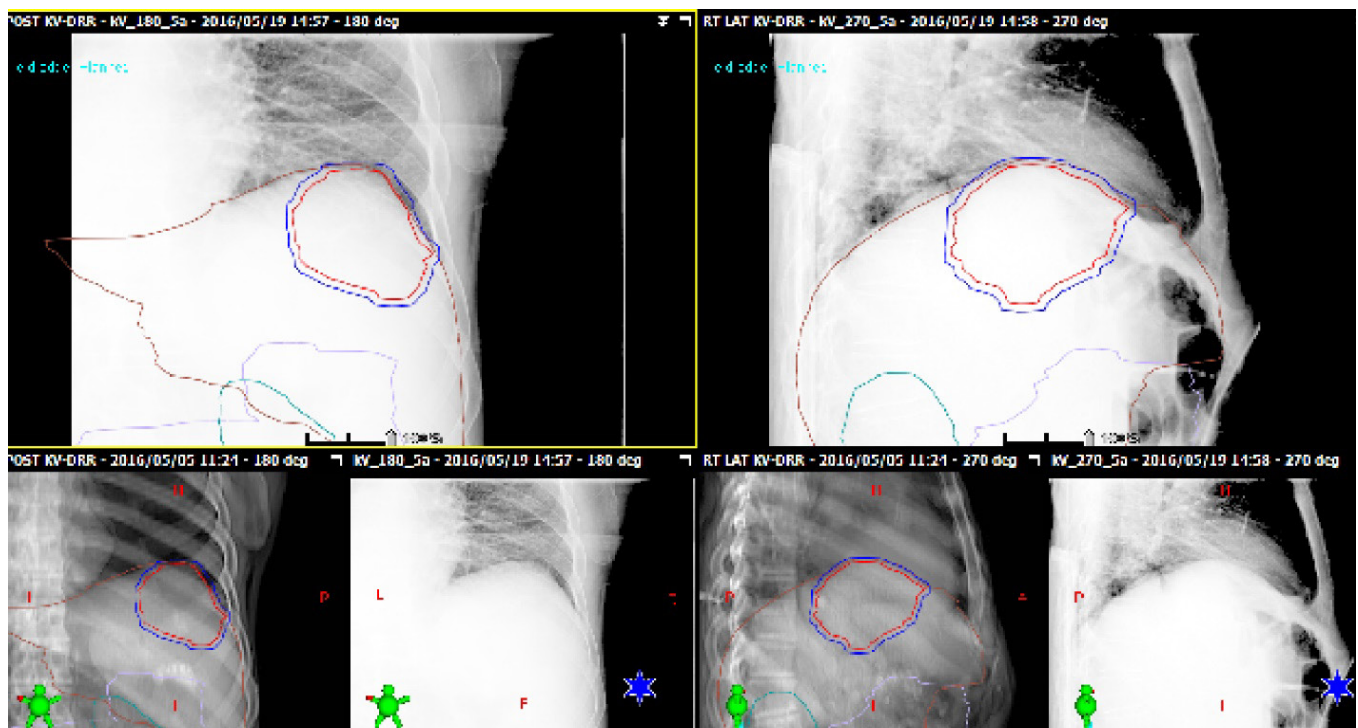 POST KV-DRR - kV_180_5a - 2016/05/19 14:57 - 180 deg
RT LAT KV-DRR - kV_270_5a - 2016/05/19 14:58 - 270 deg
POST KV-DRR - 2016/05/05 11:24 - 180 deg
kV_180_5a - 2016/05/19 14:57 - 180 deg
RT LAT KV-DRR - 2016/05/05 11:24 - 270 deg
kV_270_5a - 2016/05/19 14:58 - 270 deg
H
H
H
L
P
P
P
I
F
I
I